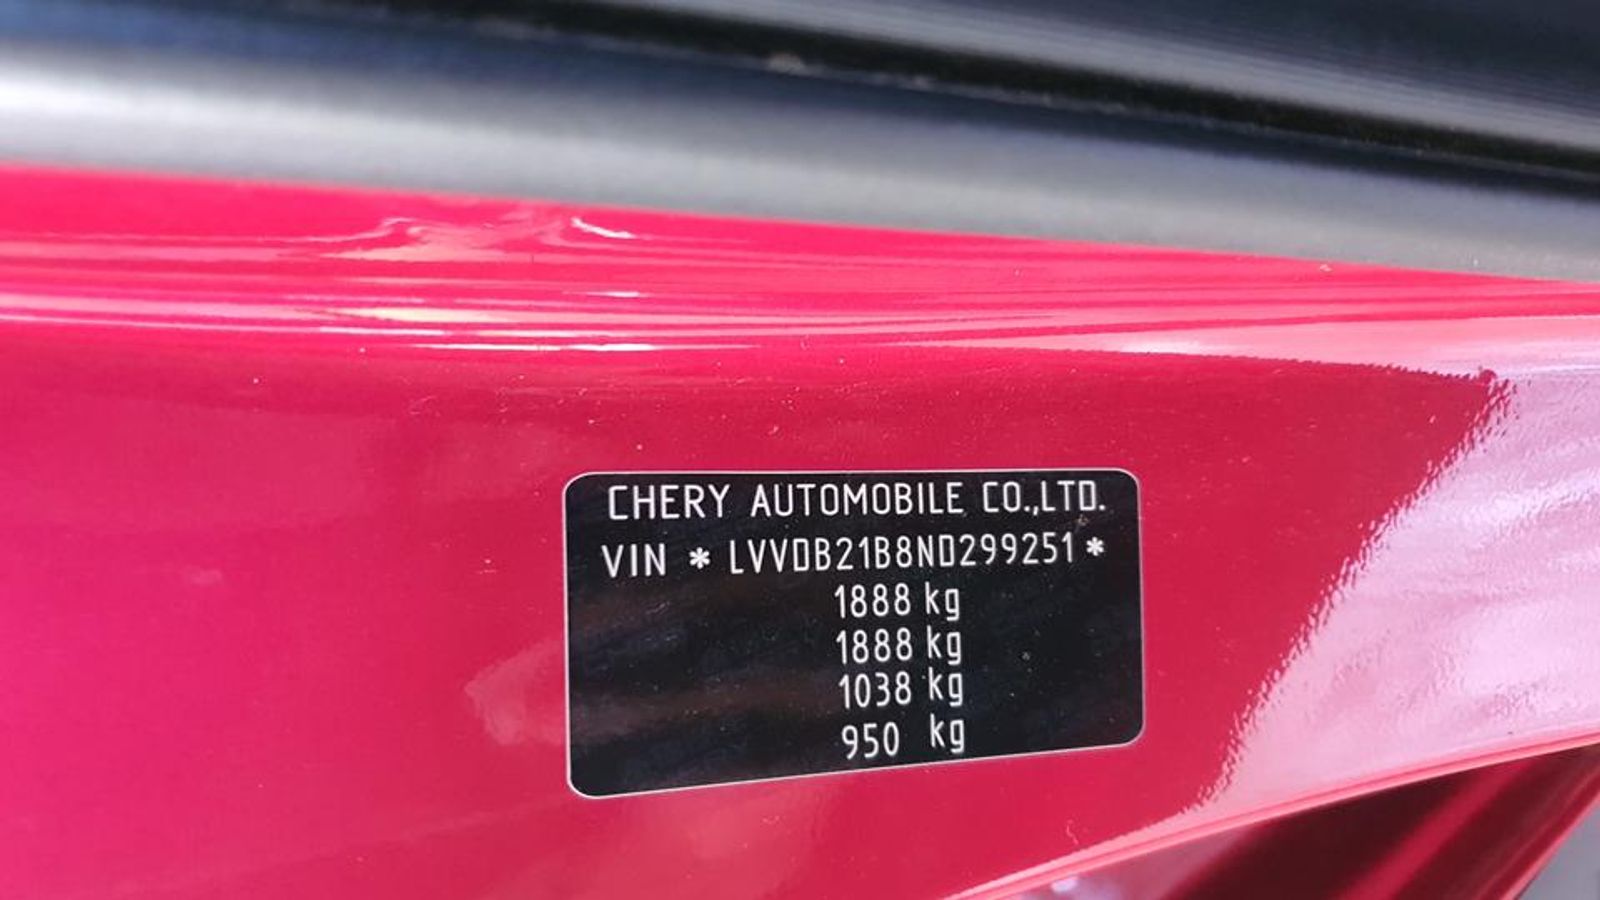 CHERY AUTOMOBILE CO.,LTD.
VIN * LVVDB21B8ND299251 *
1888 kg
1888 kg
1038 kg
950 kg